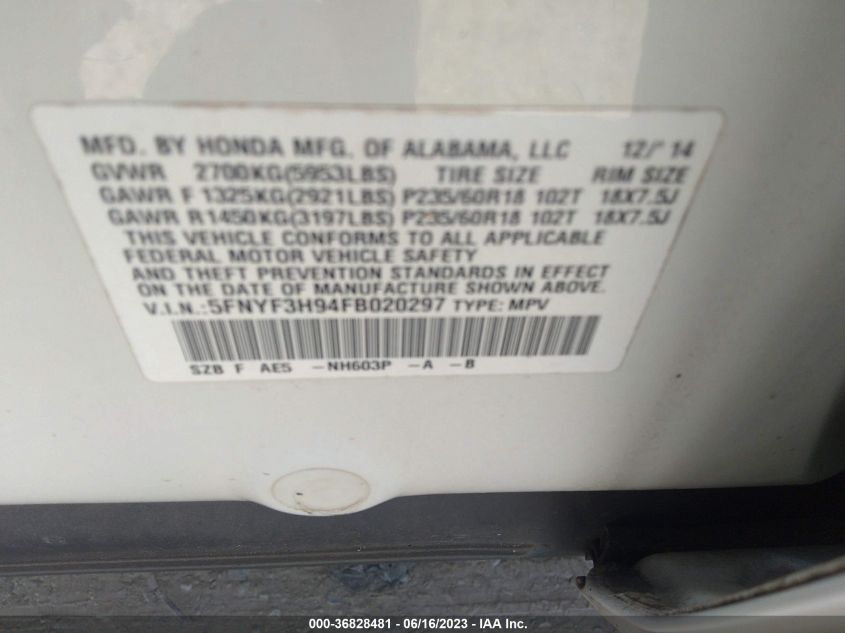 MFD. BY HONDA MFG. OF ALABAMA, LLC 12/' 14
GVWR 2700KG(5953LBS) TIRE SIZE RIM SIZE
GAWR F 1325KG(2921LBS) P235/60R18 102T 18X7.5J
GAWR R1450KG(3197LBS) P235/60R18 102T 18X7.5J
THIS VEHICLE CONFORMS TO ALL APPLICABLE
FEDERAL MOTOR VEHICLE SAFETY
AND THEFT PREVENTION STANDARDS IN EFFECT
ON THE DATE OF MANUFACTURE SHOWN ABOVE.
V.I.N.:5FNYF3H94FB020297 TYPE: MPV
SZB F AE5 -NH603P -A -B
000-36828481 - 06/16/2023 - IAA Inc.